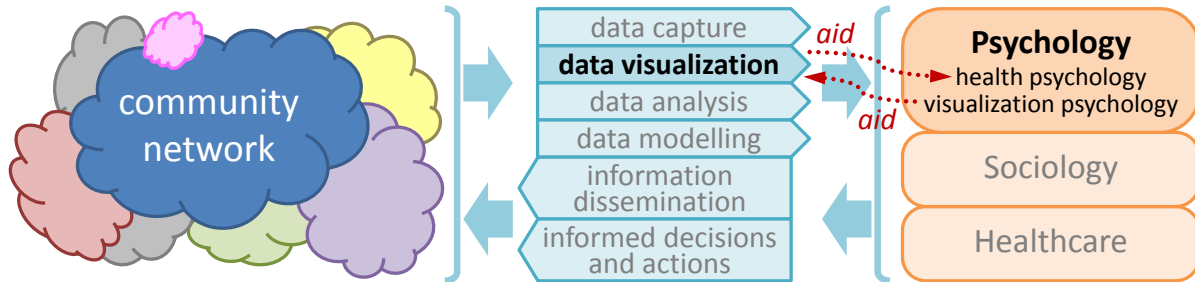 community
network
data capture
data visualization
data analysis
data modelling
information
dissemination
informed decisions
and actions
aid
aid
Psychology
health psychology
visualization psychology
Sociology
Healthcare